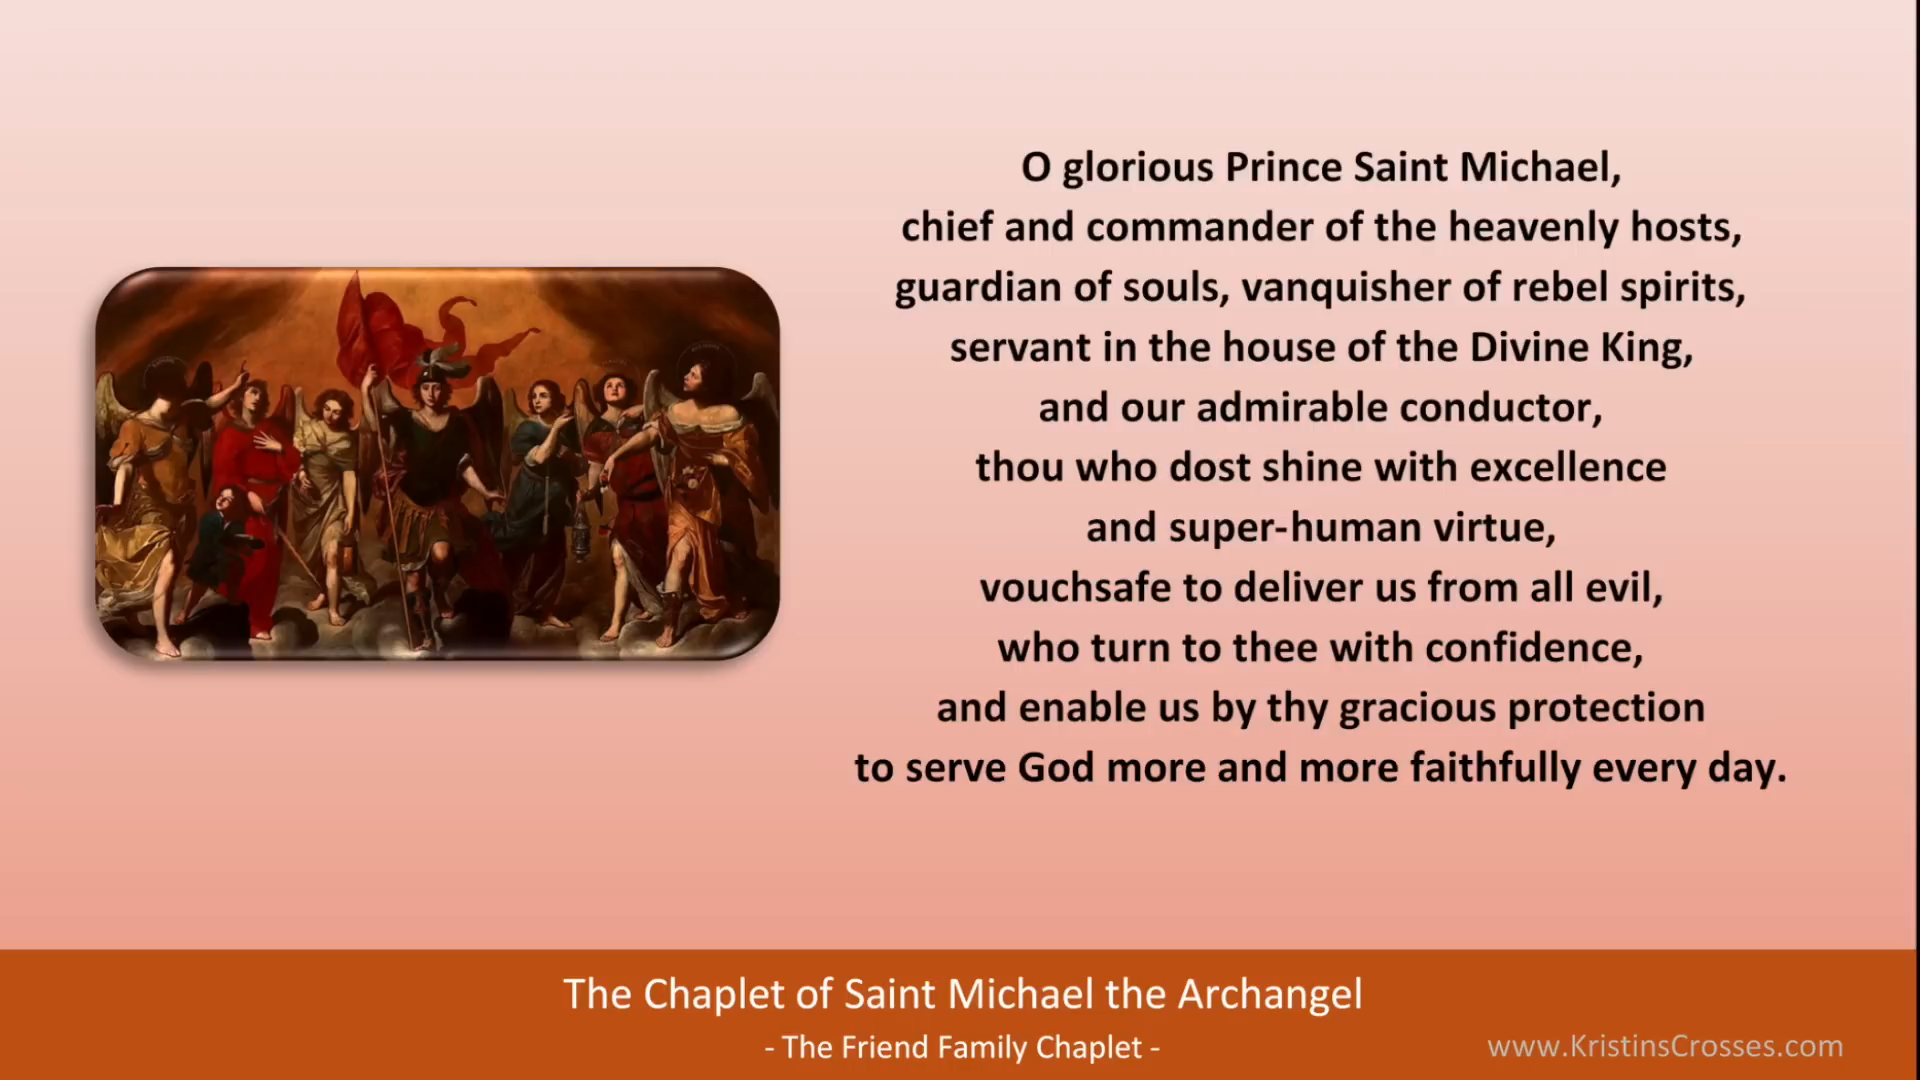 O glorious Prince Saint Michael,
chief and commander of the heavenly hosts,
guardian of souls, vanquisher of rebel spirits,
servant in the house of the Divine King,
and our admirable conductor,
thou who dost shine with excellence
and super-human virtue,
vouchsafe to deliver us from all evil,
who turn to thee with confidence,
and enable us by thy gracious protection
to serve God more and more faithfully every day.
The Chaplet of Saint Michael the Archangel
- The Friend Family Chaplet -
www.KristinsCrosses.com